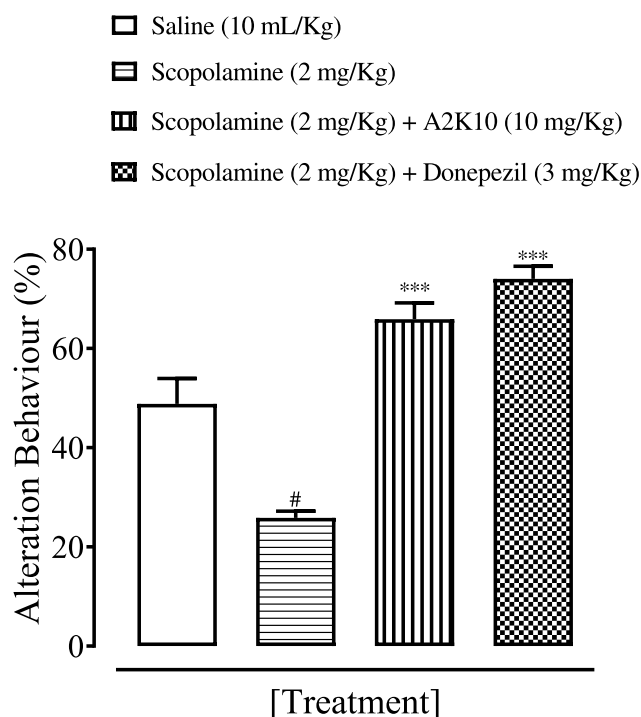 Saline (10 mL/Kg)
Scopolamine (2 mg/Kg)
Scopolamine (2 mg/Kg) + A2K10 (10 mg/Kg)
Scopolamine (2 mg/Kg) + Donepezil (3 mg/Kg)
Alteration Behaviour (%)
80
60
40
20
0
#
***
***
[Treatment]